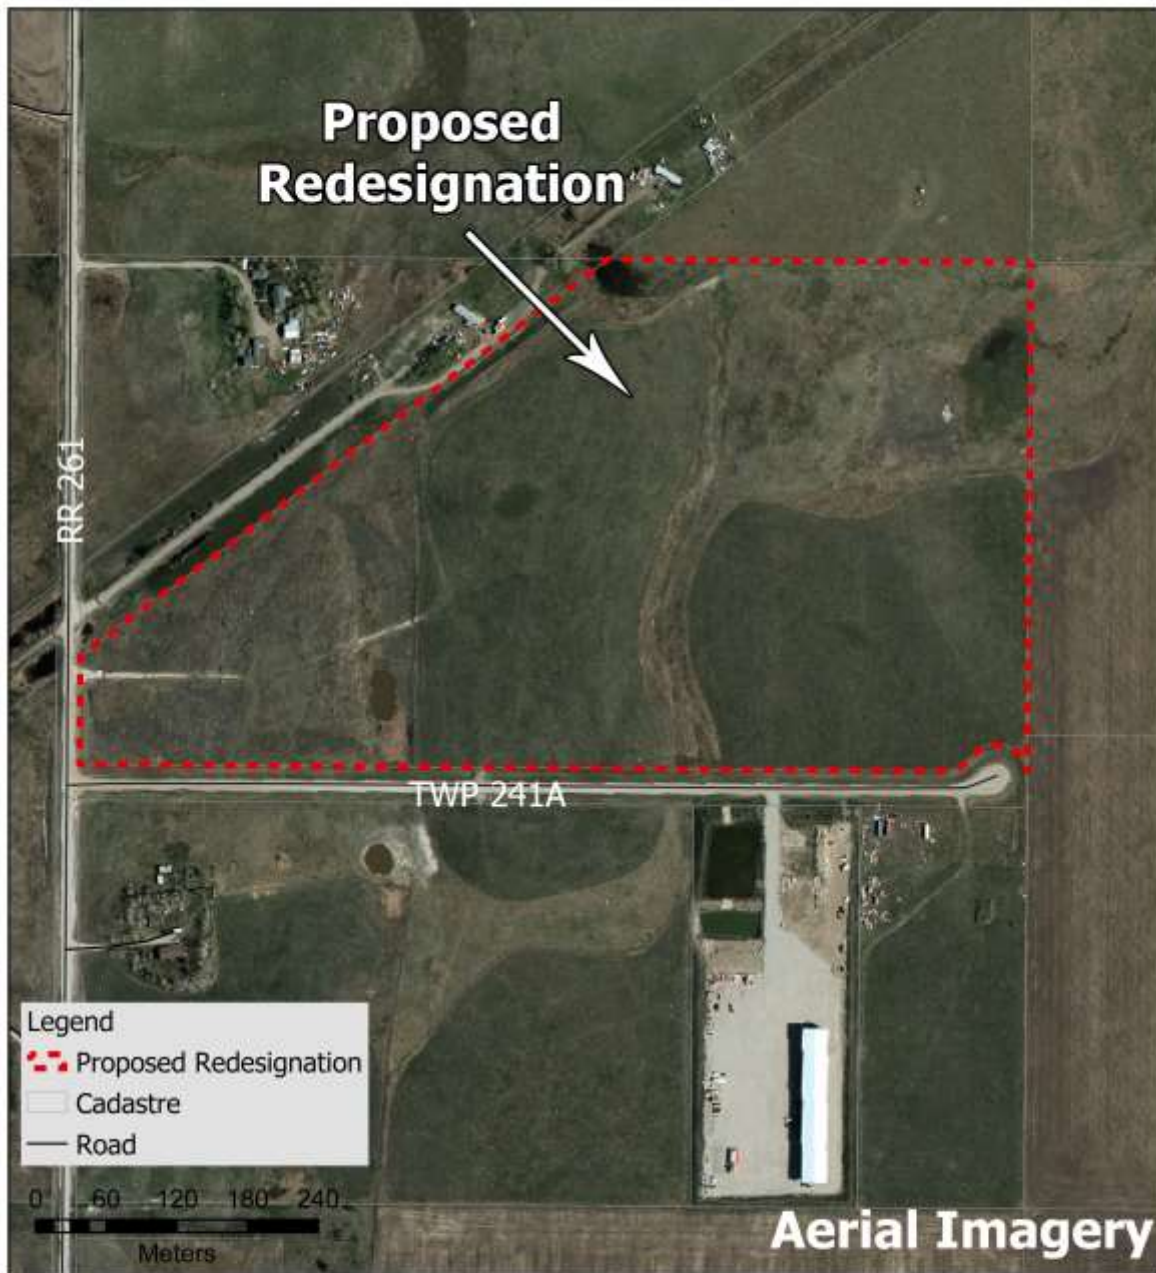 Proposed
Redesignation
RR 261
TWP 241A
Legend
Proposed Redesignation
Cadastre
Road
0 60 120 180 240
Meters
Aerial Imagery